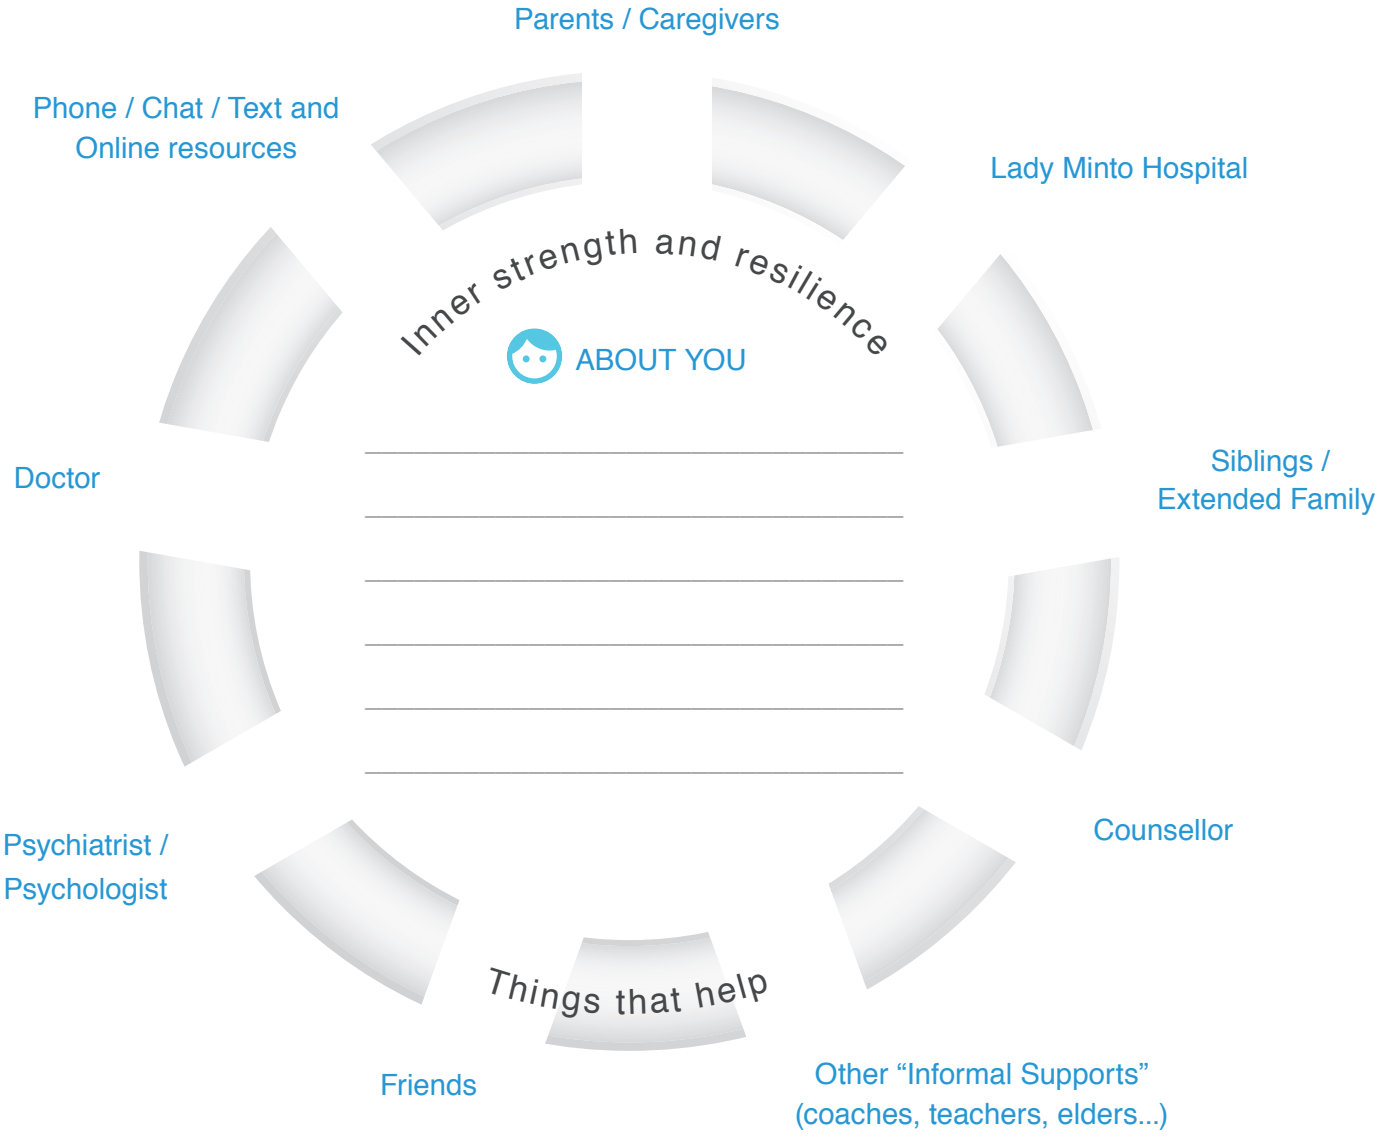 Parents / Caregivers
Phone / Chat / Text and
Online resources
Lady Minto Hospital
Inner strength and resilience
ABOUT YOU
Siblings /
Extended Family
Doctor
Counsellor
Psychiatrist /
Psychologist
Things that help
Friends
Other “Informal Supports”
(coaches, teachers, elders...)